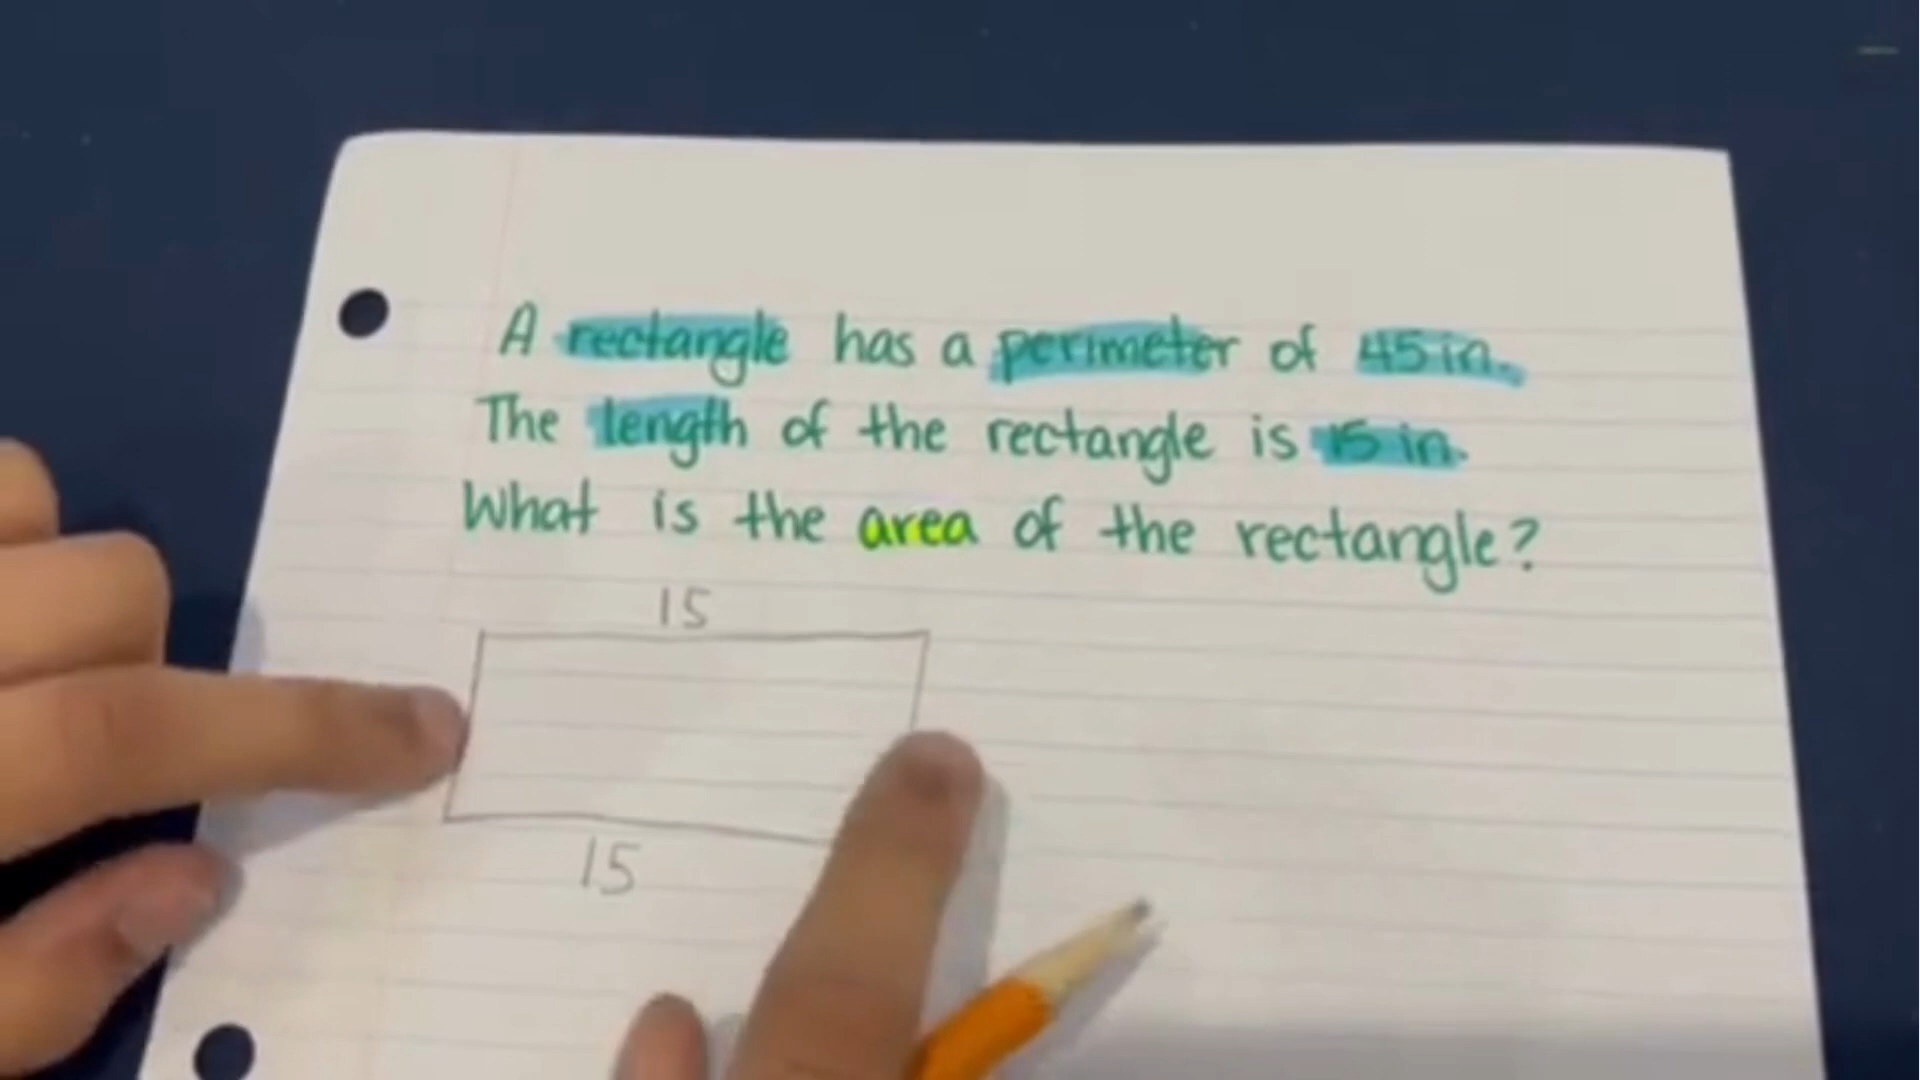 A rectangle has a perimeter of 45 in.
The length of the rectangle is 15 in.
What is the area of the rectangle?
15
15